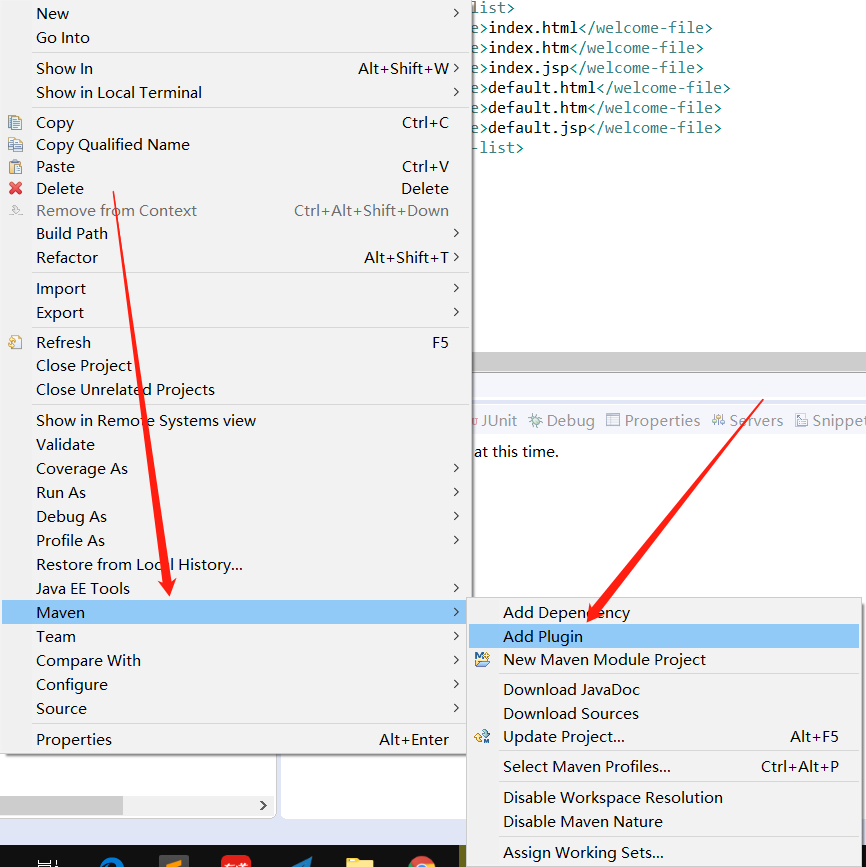 New
Go Into
Show In Alt+Shift+W
Show in Local Terminal
Copy Ctrl+C
Copy Qualified Name
Paste Ctrl+V
Delete Delete
Remove from Context Ctrl+Alt+Shift+Down
Build Path
Refactor Alt+Shift+T
Import
Export
Refresh F5
Close Project
Close Unrelated Projects
Show in Remote Systems view
Validate
Coverage As
Run As
Debug As
Profile As
Restore from Local History...
Java EE Tools
Maven
Team
Compare With
Configure
Source
Properties Alt+Enter
list>
e>index.html</welcome-file>
e>index.htm</welcome-file>
e>index.jsp</welcome-file>
e>default.html</welcome-file>
e>default.htm</welcome-file>
e>default.jsp</welcome-file>
-list>
JUnit Debug Properties Servers Snippet
at this time.
Add Dependency
Add Plugin
New Maven Module Project
Download JavaDoc
Download Sources
Update Project... Alt+F5
Select Maven Profiles... Ctrl+Alt+P
Disable Workspace Resolution
Disable Maven Nature
Assign Working Sets...